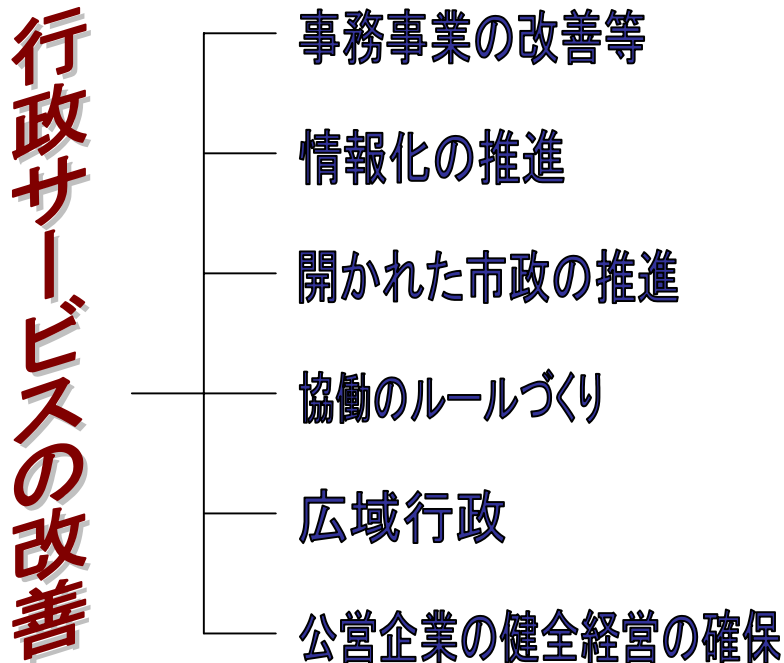 行政サービスの改善
事務事業の改善等
情報化の推進
開かれた市政の推進
協働のルールづくり
広域行政
公営企業の健全経営の確保